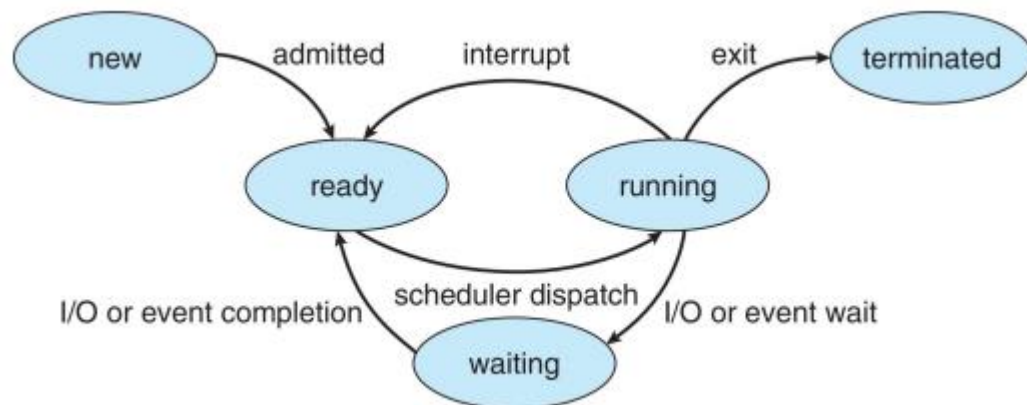 new
admitted
interrupt
exit
terminated
ready
running
scheduler dispatch
I/O or event completion
I/O or event wait
waiting